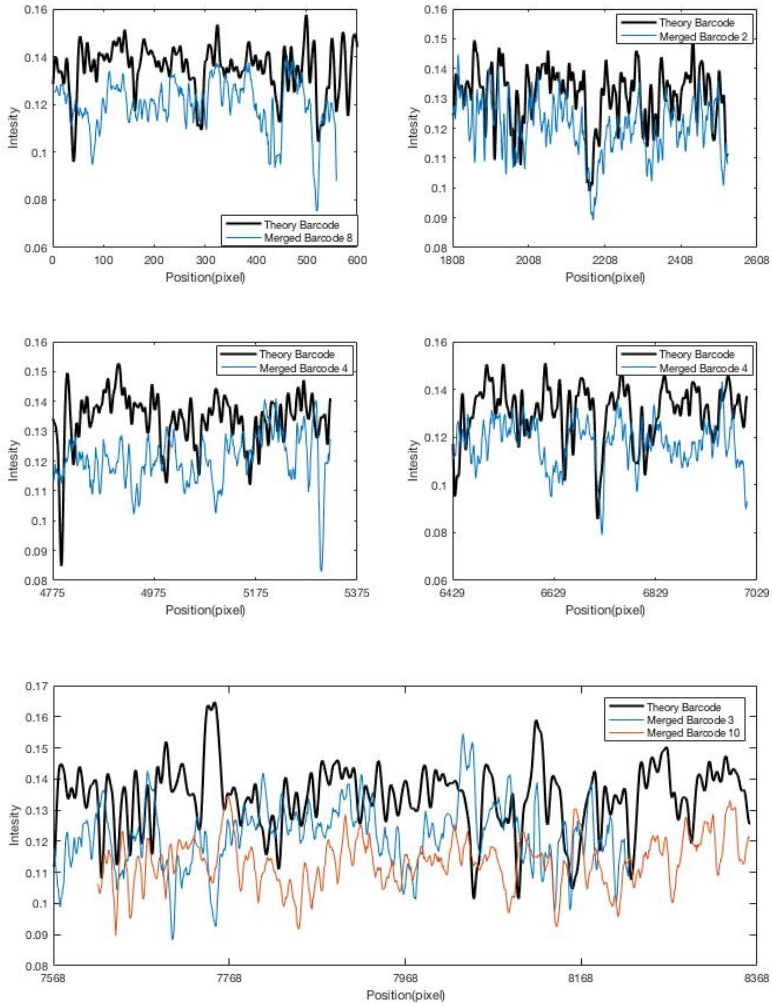 0.16
0.14
0.12
0.1
0.08
0.06
Intesity
Theory Barcode
Merged Barcode 8
0 100 200 300 400 500 600
Position(pixel)
0.16
0.15
0.14
0.13
0.12
0.11
0.1
0.09
0.08
Intesity
Theory Barcode
Merged Barcode 2
1808 2008 2208 2408 2608
Position(pixel)
0.16
0.15
0.14
0.13
0.12
0.11
0.1
0.09
0.08
Intesity
Theory Barcode
Merged Barcode 4
4775 4975 5175 5375
Position(pixel)
0.16
0.14
0.12
0.1
0.08
0.06
Intesity
Theory Barcode
Merged Barcode 4
6429 6629 6829 7029
Position(pixel)
0.17
0.16
0.15
0.14
0.13
0.12
0.11
0.1
0.09
0.08
Intesity
Theory Barcode
Merged Barcode 3
Merged Barcode 10
7568 7768 7968 8168 8368
Position(pixel)